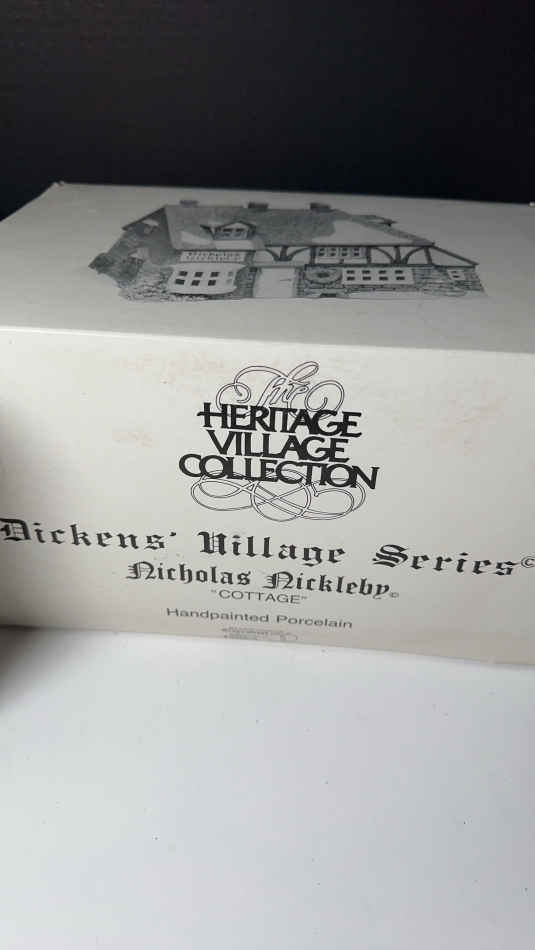 The
HERITAGE
VILLAGE
COLLECTION
Dickens' Village Series©
Nicholas Nickleby©
"COTTAGE"
Handpainted Porcelain